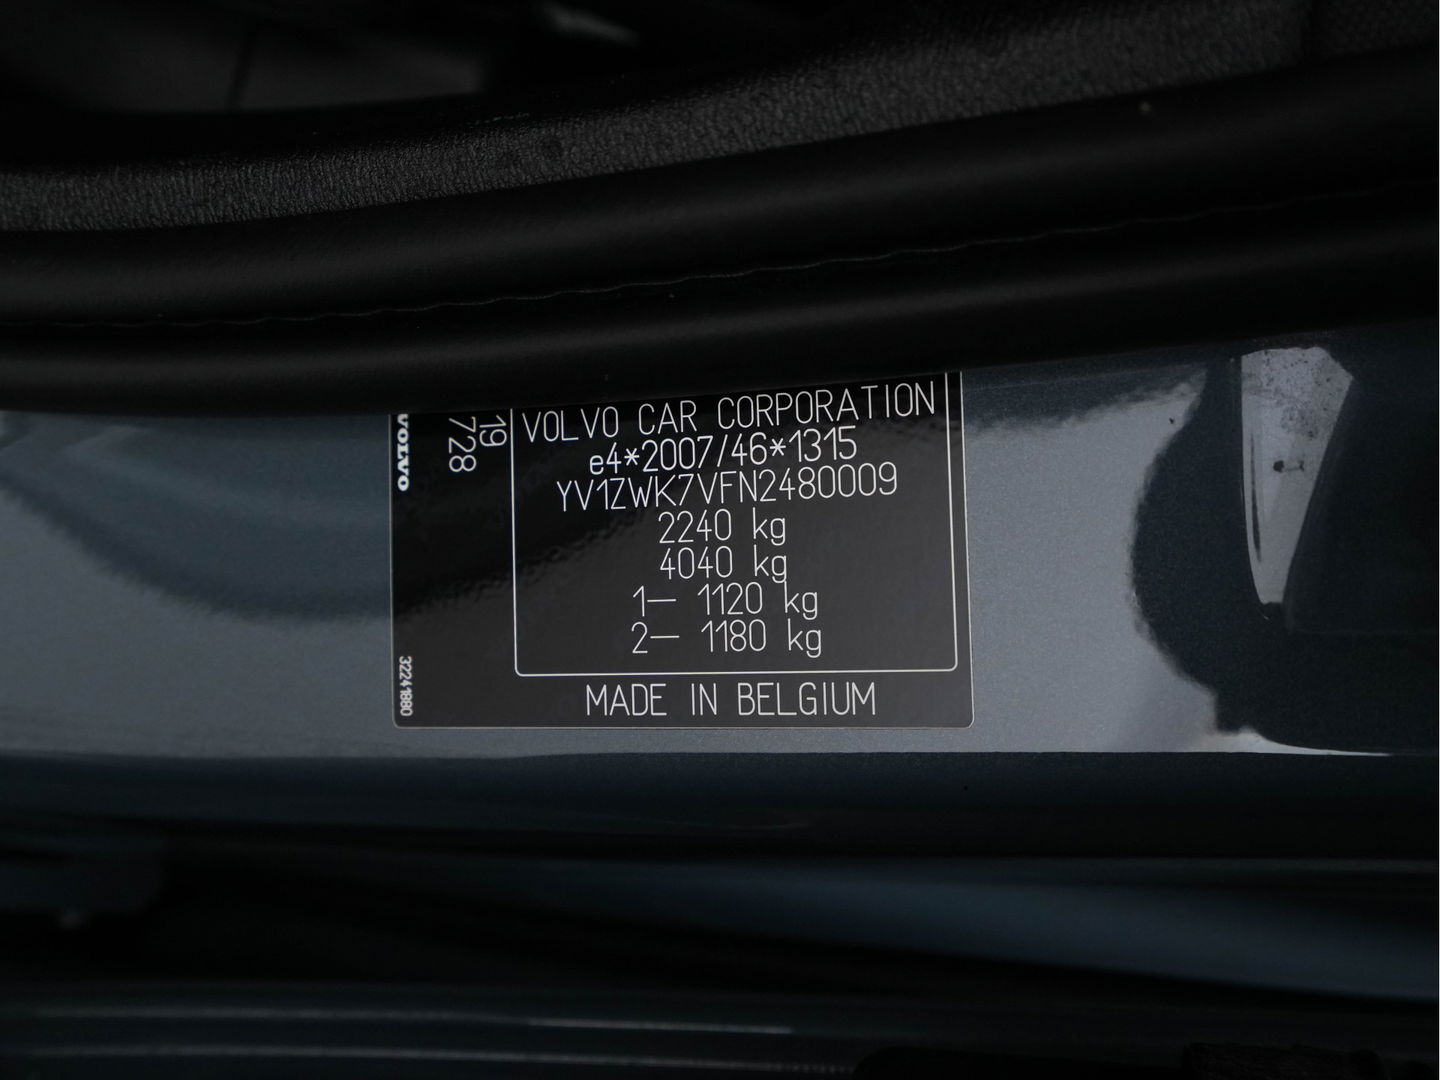 VOLVO
19
728
32241880
VOLVO CAR CORPORATION
e4*2007/46*1315
YV1ZWK7VFN2480009
2240 kg
4040 kg
1— 1120 kg
2— 1180 kg
MADE IN BELGIUM